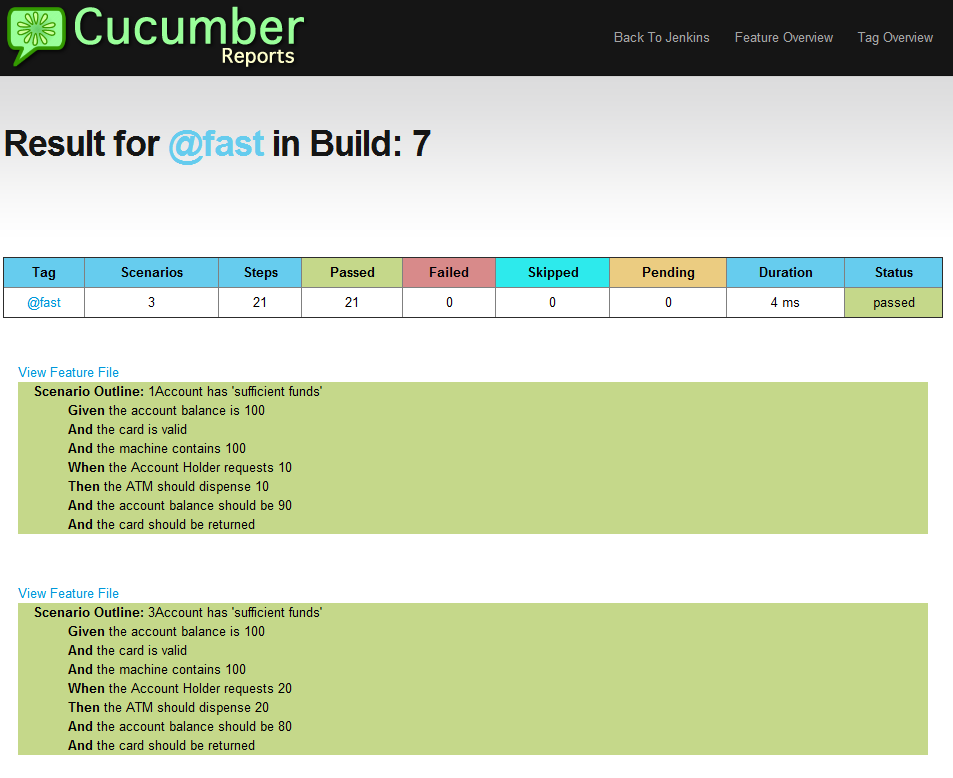 Cucumber
Reports
Back To Jenkins Feature Overview Tag Overview
Result for @fast in Build: 7
Tag Scenarios Steps Passed Failed Skipped Pending Duration Status
@fast 3 21 21 0 0 0 4 ms passed
View Feature File
Scenario Outline: 1Account has 'sufficient funds'
Given the account balance is 100
And the card is valid
And the machine contains 100
When the Account Holder requests 10
Then the ATM should dispense 10
And the account balance should be 90
And the card should be returned
View Feature File
Scenario Outline: 3Account has 'sufficient funds'
Given the account balance is 100
And the card is valid
And the machine contains 100
When the Account Holder requests 20
Then the ATM should dispense 20
And the account balance should be 80
And the card should be returned